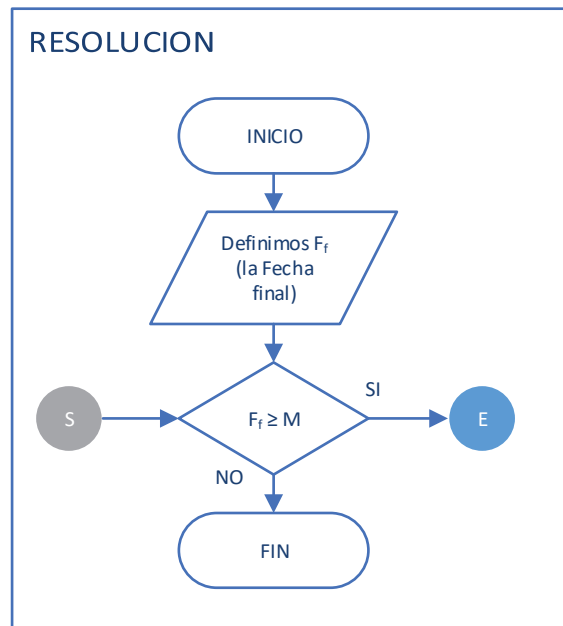 RESOLUCION
INICIO
Definimos Ff
(la Fecha
final)
SI
S
Ff ≥ M
E
NO
FIN